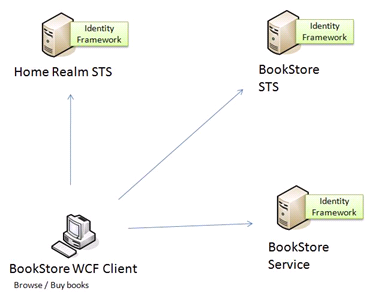 Identity
Framework
Home Realm STS
Identity
Framework
BookStore
STS
Identity
Framework
BookStore
Service
BookStore WCF Client
Browse / Buy books